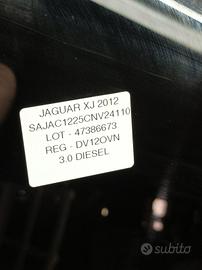 JAGUAR XJ 2012
SAJAC1225CNV24110
LOT - 47386673
REG - DV12OVN
3.0 DIESEL
subito